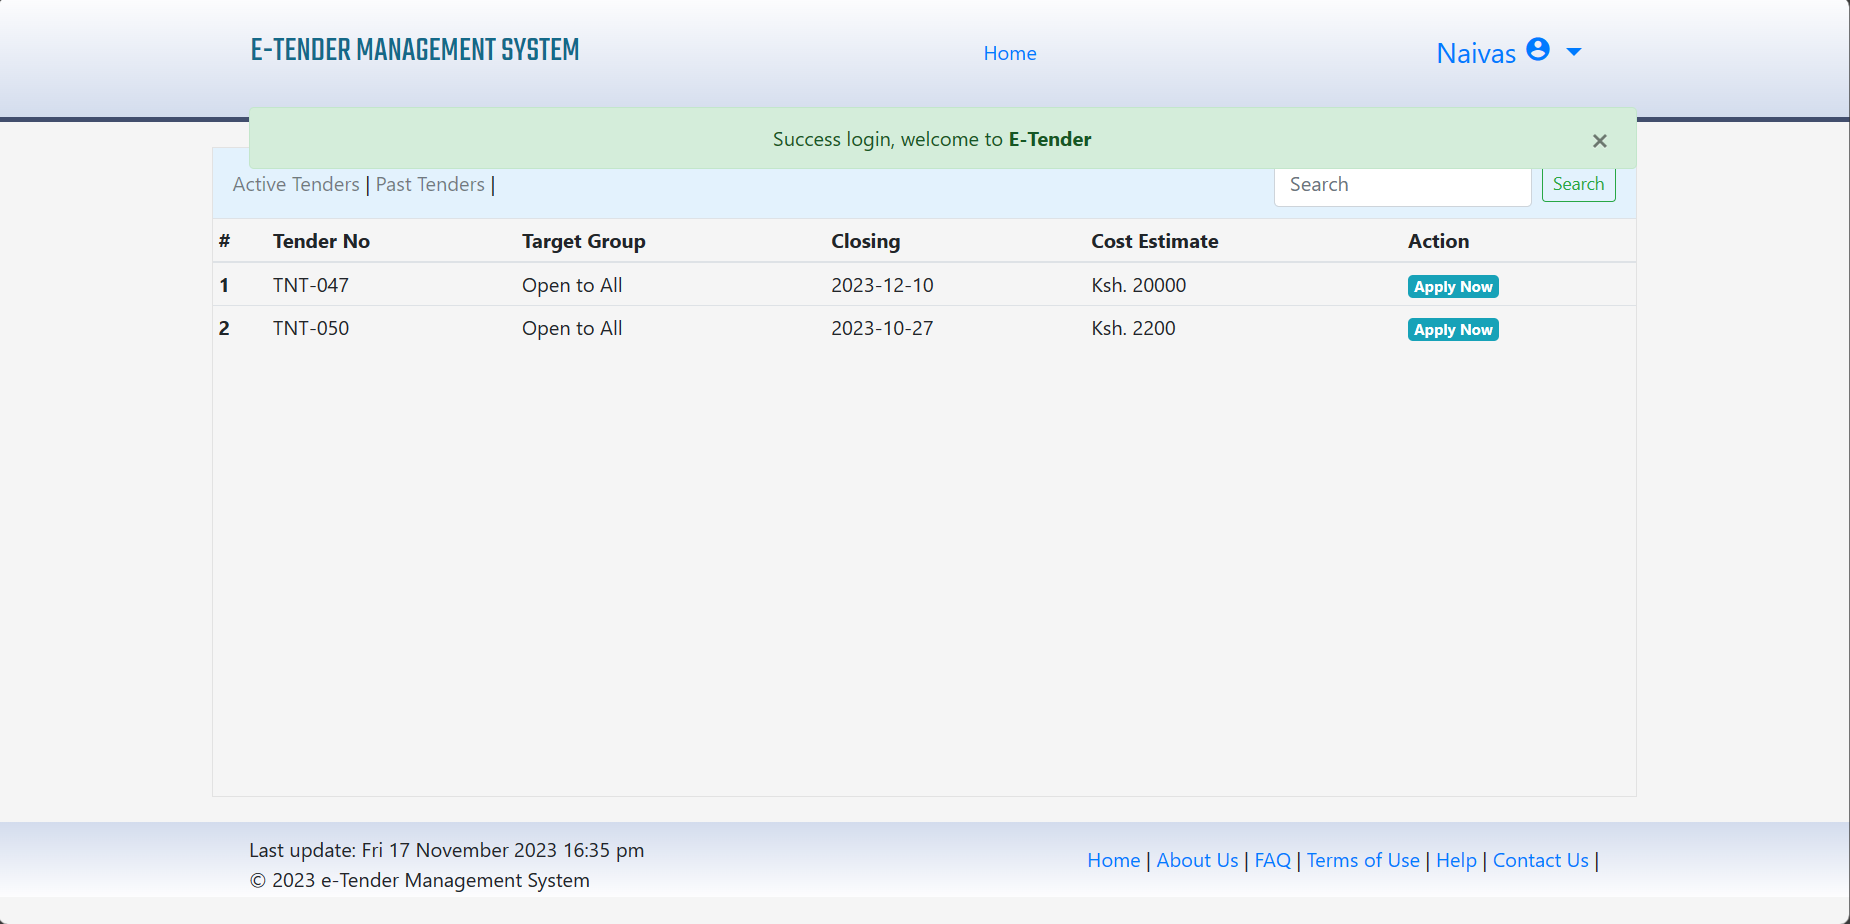 E-TENDER MANAGEMENT SYSTEM
Home
Naivas
Success login, welcome to E-Tender
×
Active Tenders | Past Tenders |
Search
Search
# Tender No Target Group Closing Cost Estimate Action
1 TNT-047 Open to All 2023-12-10 Ksh. 20000 Apply Now
2 TNT-050 Open to All 2023-10-27 Ksh. 2200 Apply Now
Last update: Fri 17 November 2023 16:35 pm
© 2023 e-Tender Management System
Home | About Us | FAQ | Terms of Use | Help | Contact Us |